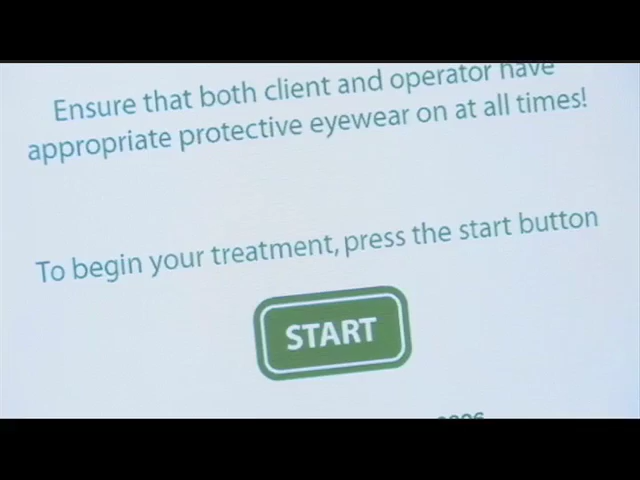 Ensure that both client and operator have
appropriate protective eyewear on at all times!
To begin your treatment, press the start button
START